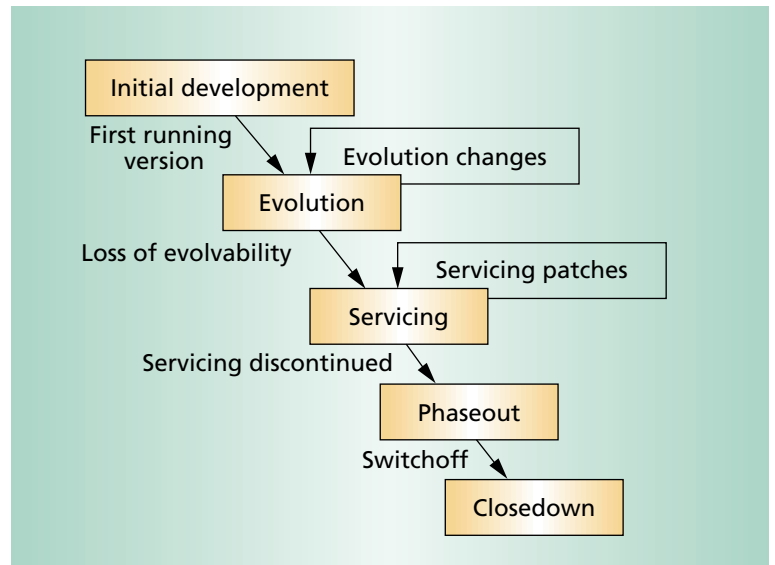 Initial development
First running
version
Evolution changes
Evolution
Loss of evolvability
Servicing patches
Servicing
Servicing discontinued
Phaseout
Switchoff
Closedown